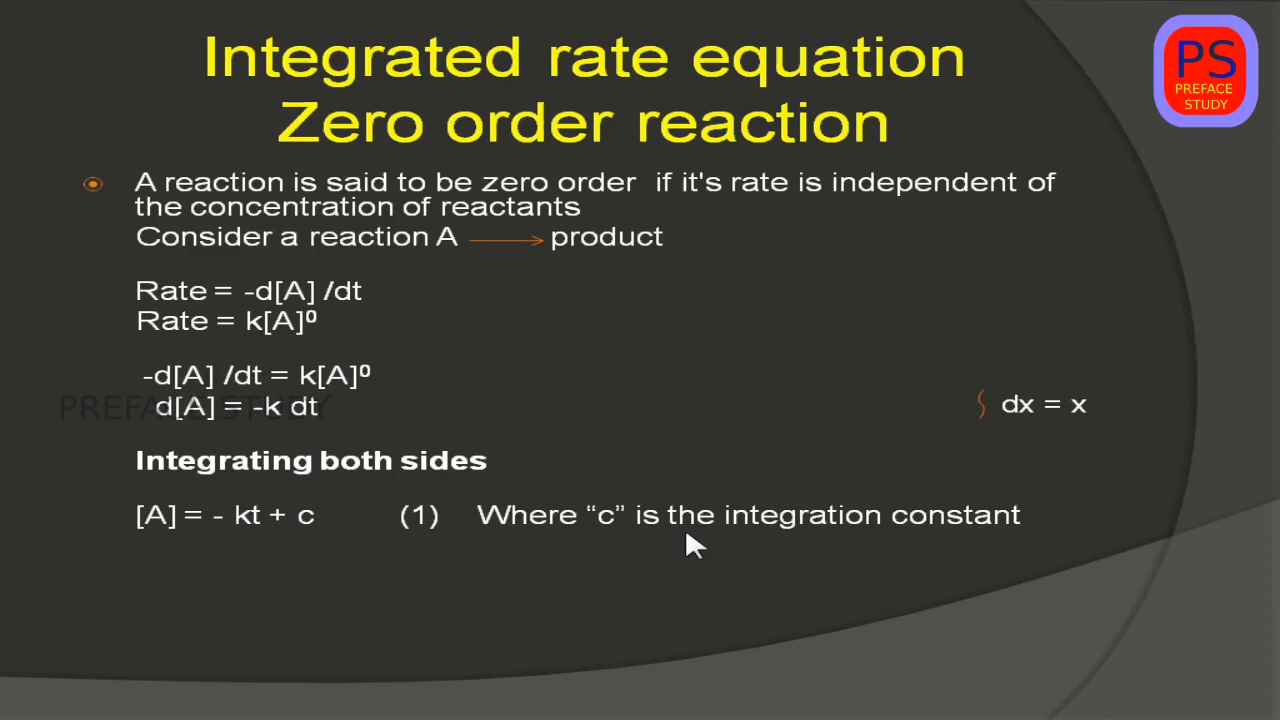 Integrated rate equation
Zero order reaction
PS
PREFACE
STUDY
A reaction is said to be zero order if it's rate is independent of
the concentration of reactants
Consider a reaction A ⟶ product
Rate = -d[A] /dt
Rate = k[A]⁰
-d[A] /dt = k[A]⁰
PREFACE STUDY
d[A] = -k dt
∫ dx = x
Integrating both sides
[A] = - kt + c (1) Where “c” is the integration constant